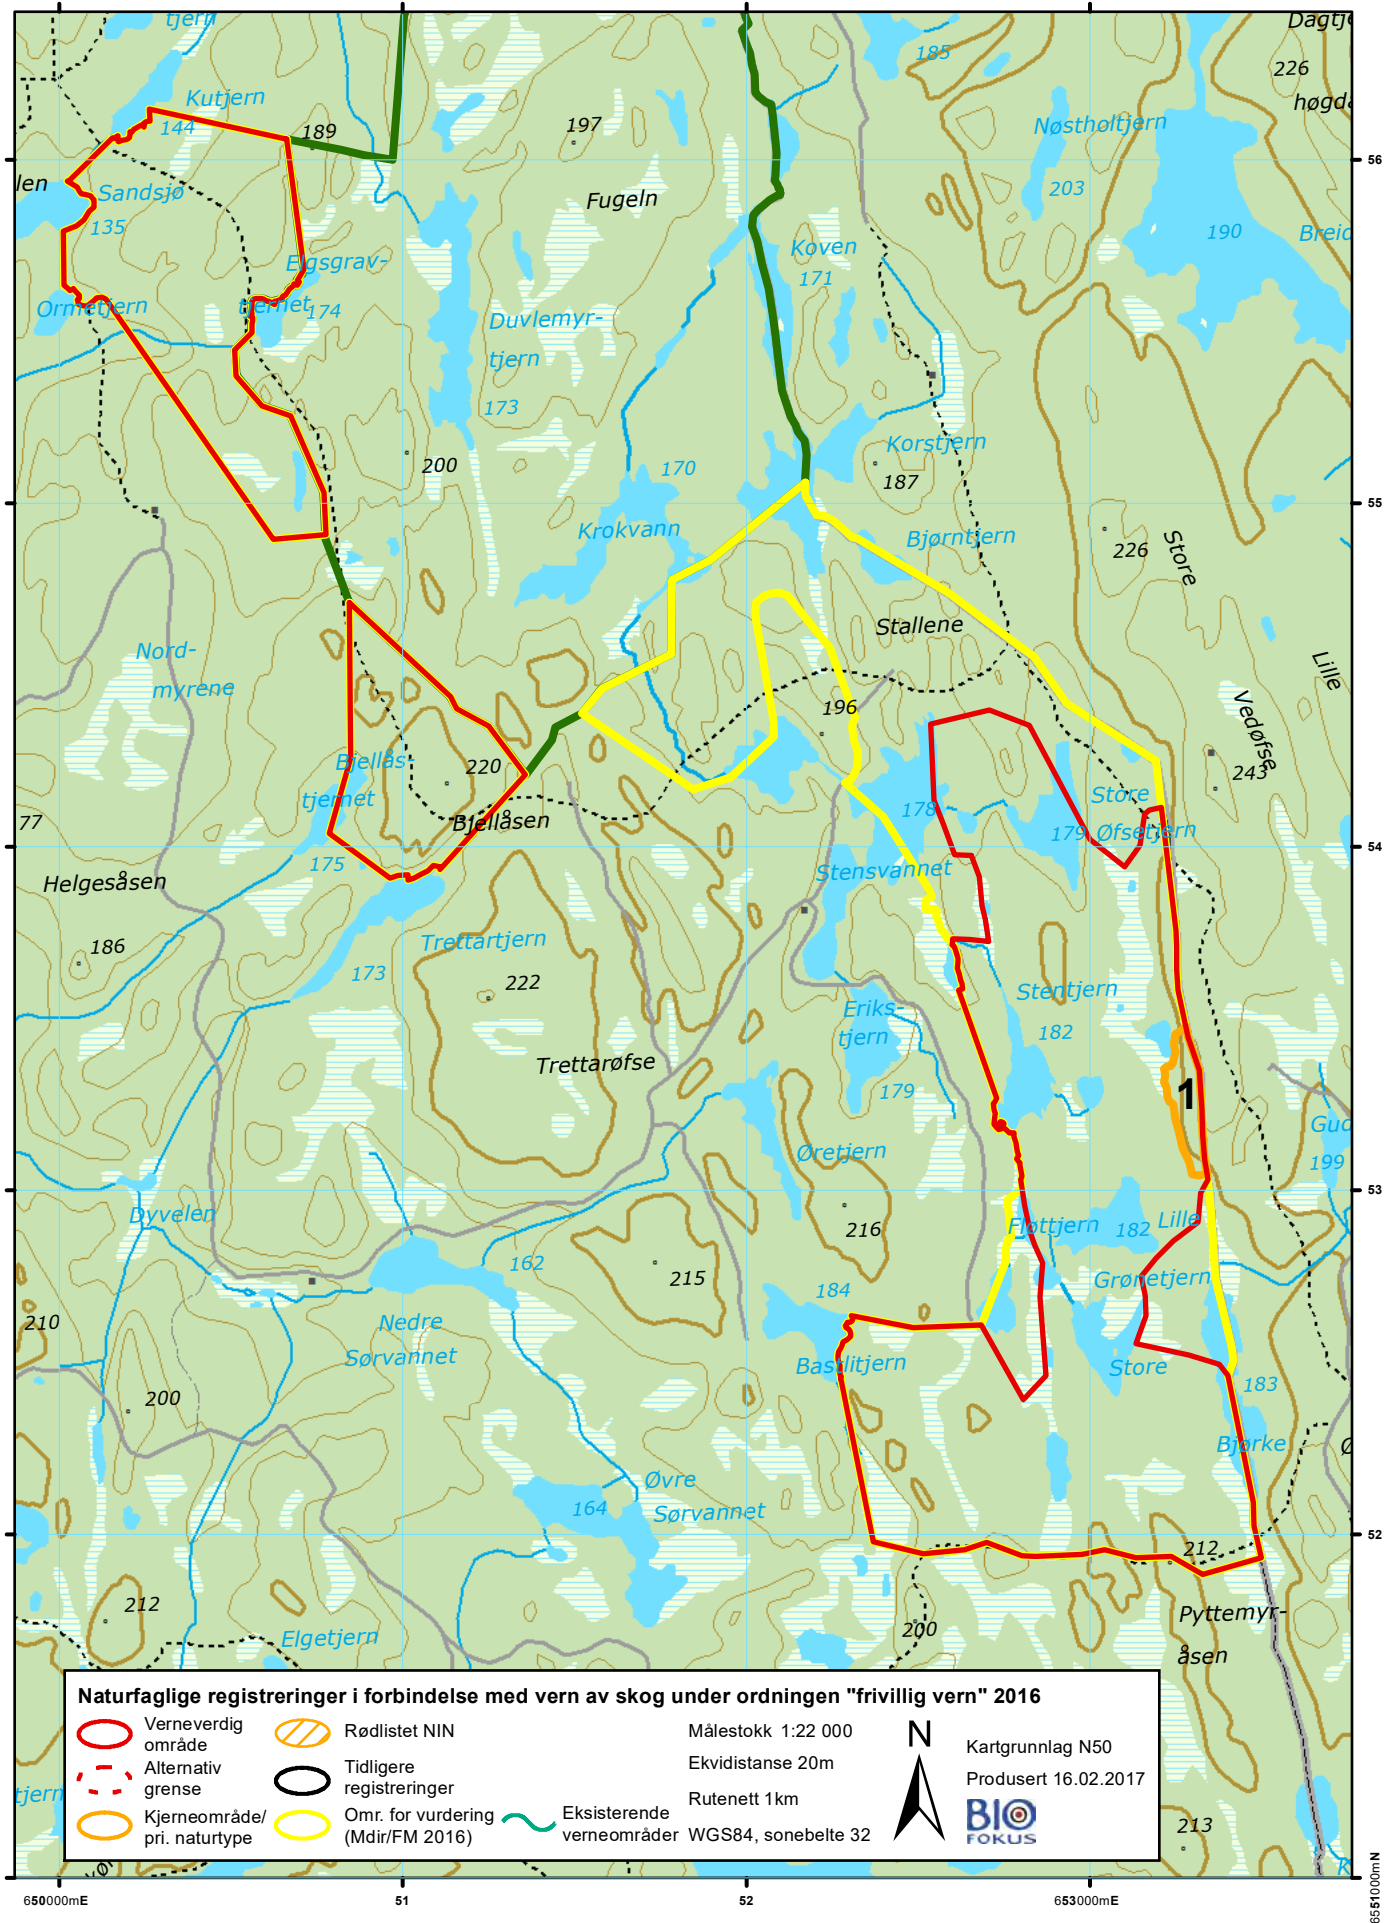 tjern
Dagtje
185
226
Kutjern
144
189
197
høgda
Nøstholtjern
56
len
Sandsjø
135
Fugeln
203
190
Breid
Koven
171
Elgsgrav-
tjernet
174
Ormetjern
Duvlemyr-
tjern
173
Korstjern
187
200
170
55
Krokvann
Bjørntjern
226
Store
Stallene
Nord-
myrene
Lille
196
Vedøfse
Bjellås-
tjernet
220
243
Store
Øfsetjern
179
178
77
Bjellåsen
54
175
Stensvannet
Helgesåsen
186
Trettartjern
173
222
Stentjern
182
Eriks-
tjern
179
Trettarøfse
1
Gud
199
Øretjern
53
Dyvelen
216
Fløttjern
182
Lille
Grønetjern
162
215
184
210
Nedre
Sørvannet
Basilitjern
Store
183
200
Bjørke
Ø
Øvre
Sørvannet
164
52
212
212
Pyttemyr-
åsen
200
Elgetjern
tjern
213
K
Naturfaglige registreringer i forbindelse med vern av skog under ordningen "frivillig vern" 2016
Verneverdig
område
Alternativ
grense
Kjerneområde/
pri. naturtype
Rødlistet NIN
Tidligere
registreringer
Omr. for vurdering
(Mdir/FM 2016)
Eksisterende
verneområder
Målestokk 1:22 000
Ekvidistanse 20m
Rutenett 1km
WGS84, sonebelte 32
N
Kartgrunnlag N50
Produsert 16.02.2017
BIO
FOKUS
650000mE
51
52
653000mE
6551000mN